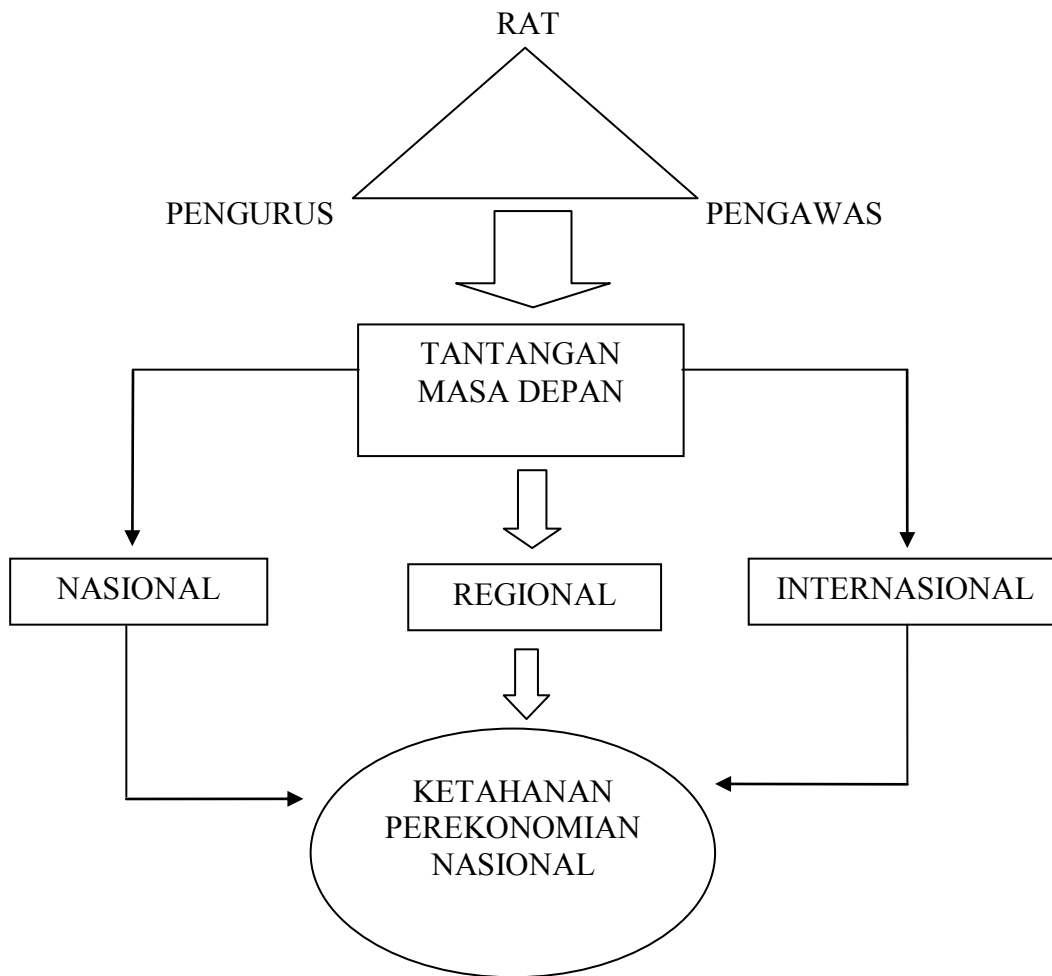 RAT
PENGURUS
PENGAWAS
TANTANGAN
MASA DEPAN
NASIONAL
REGIONAL
INTERNASIONAL
KETAHANAN
PEREKONOMIAN
NASIONAL